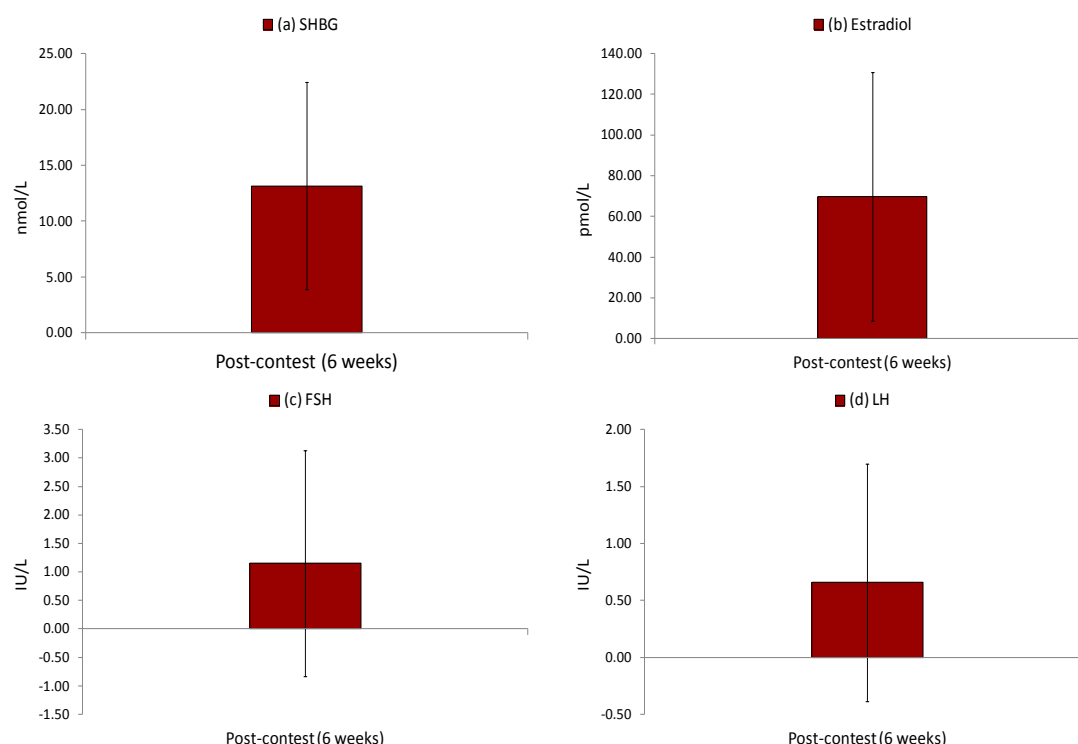 (a) SHBG
25.00
20.00
15.00
10.00
5.00
0.00
nmol/L
Post-contest (6 weeks)
(b) Estradiol
140.00
120.00
100.00
80.00
60.00
40.00
20.00
0.00
pmol/L
Post-contest (6 weeks)
(c) FSH
3.50
3.00
2.50
2.00
1.50
1.00
0.50
0.00
-0.50
-1.00
-1.50
IU/L
Post-contest (6 weeks)
(d) LH
2.00
1.50
1.00
0.50
0.00
-0.50
IU/L
Post-contest (6 weeks)